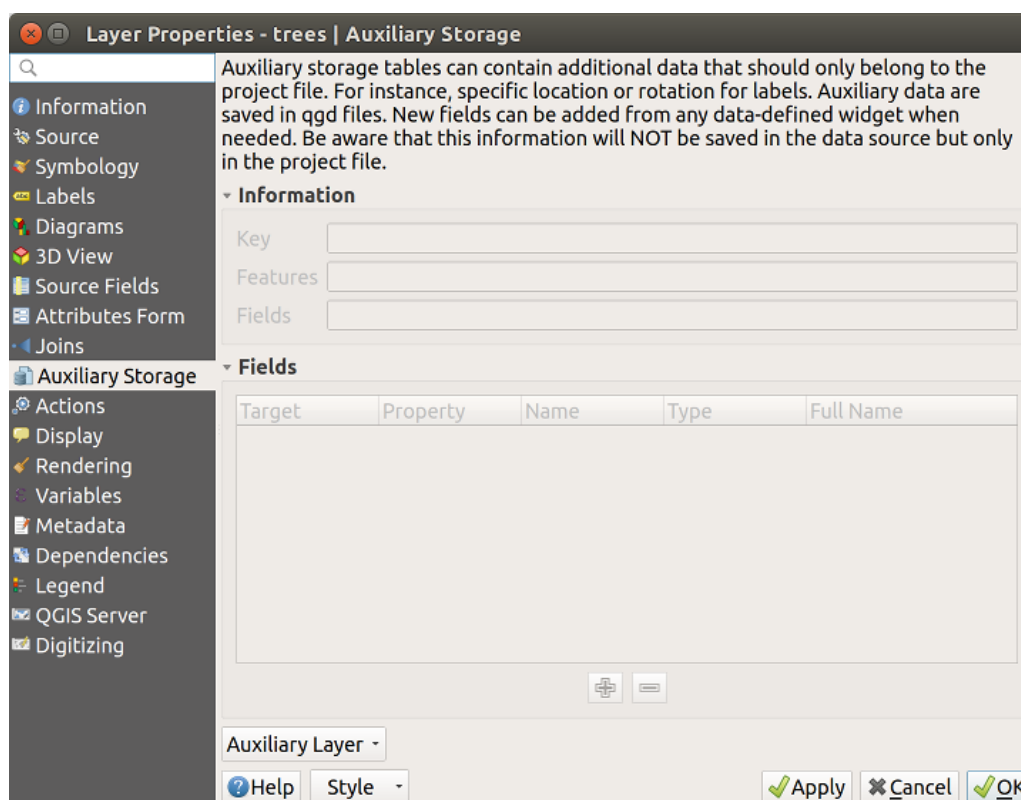 Layer Properties - trees | Auxiliary Storage
Information
Source
Symbology
Labels
Diagrams
3D View
Source Fields
Attributes Form
Joins
Auxiliary Storage
Actions
Display
Rendering
Variables
Metadata
Dependencies
Legend
QGIS Server
Digitizing
Auxiliary storage tables can contain additional data that should only belong to the
project file. For instance, specific location or rotation for labels. Auxiliary data are
saved in qgd files. New fields can be added from any data-defined widget when
needed. Be aware that this information will NOT be saved in the data source but only
in the project file.
Information
Key
Features
Fields
Fields
Target Property Name Type Full Name
Auxiliary Layer
Help Style Apply Cancel OK